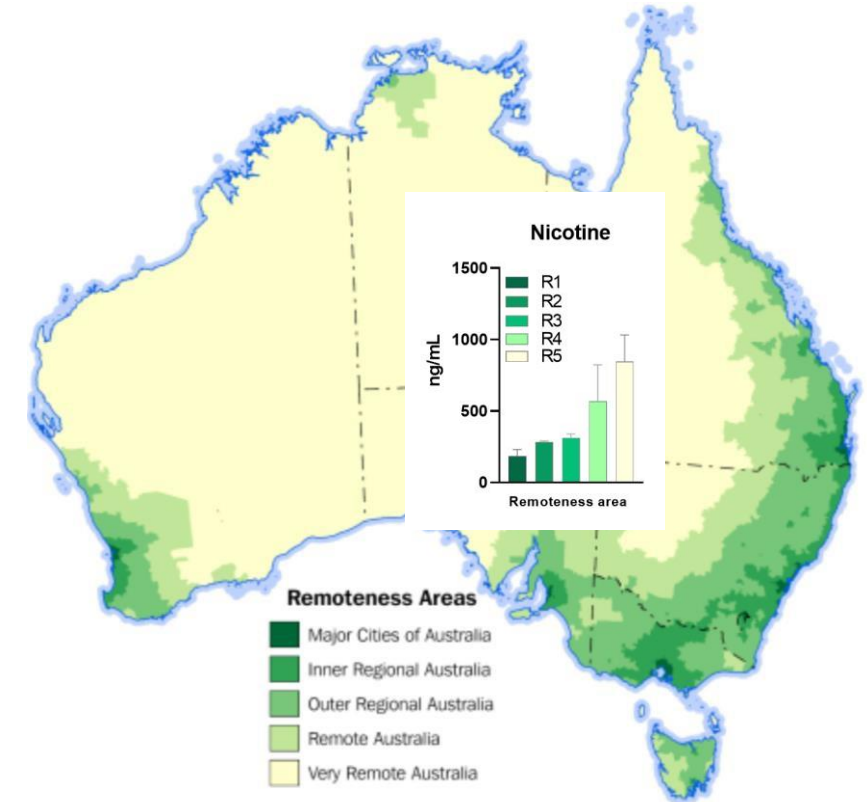 Nicotine
1500
1000
500
0
ng/mL
R1
R2
R3
R4
R5
Remoteness area
Remoteness Areas
Major Cities of Australia
Inner Regional Australia
Outer Regional Australia
Remote Australia
Very Remote Australia